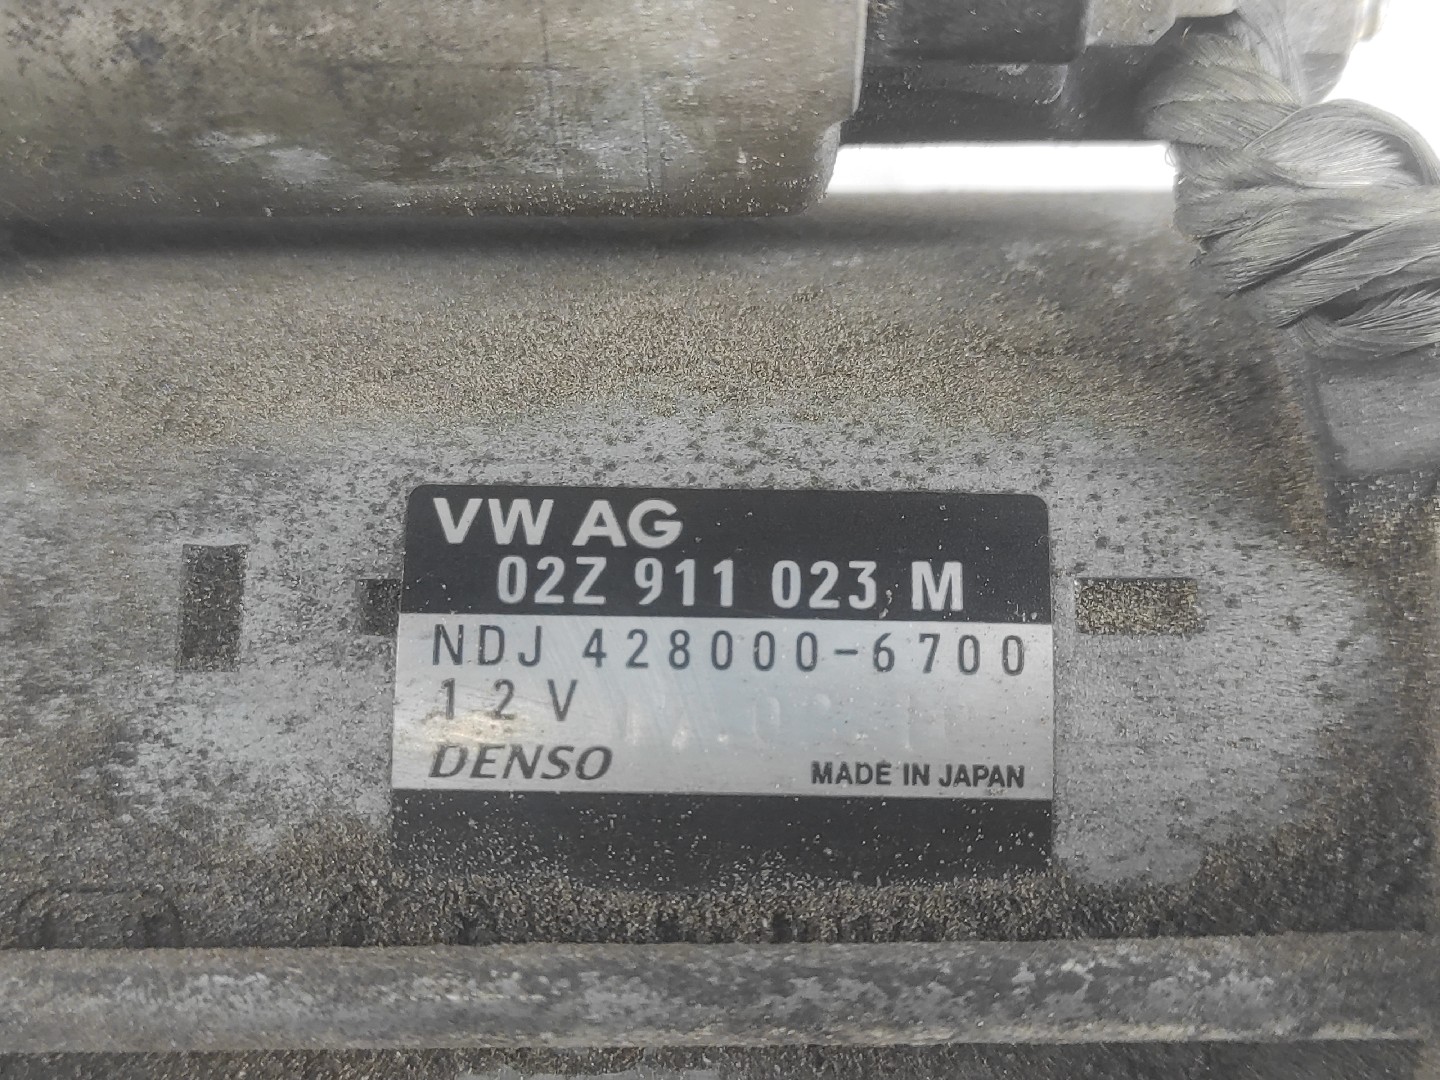 VW AG
02Z 911 023 M
NDJ 428000-6700
12V
DENSO
MADE IN JAPAN